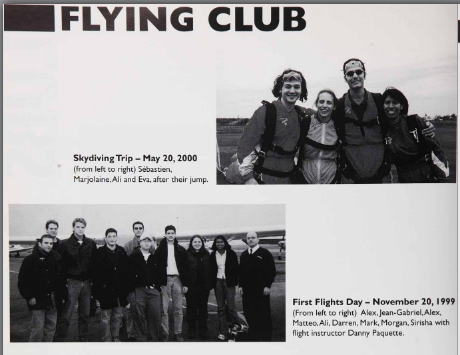 FLYING CLUB
Skydiving Trip – May 20, 2000
(from left to right) Sébastien,
Marjolaine, Ali and Eva, after their jump.
First Flights Day – November 20, 1999
(From left to right) Alex, Jean-Gabriel, Alex,
Matteo, Ali, Darren, Mark, Morgan, Sirisha with
flight instructor Danny Paquette.